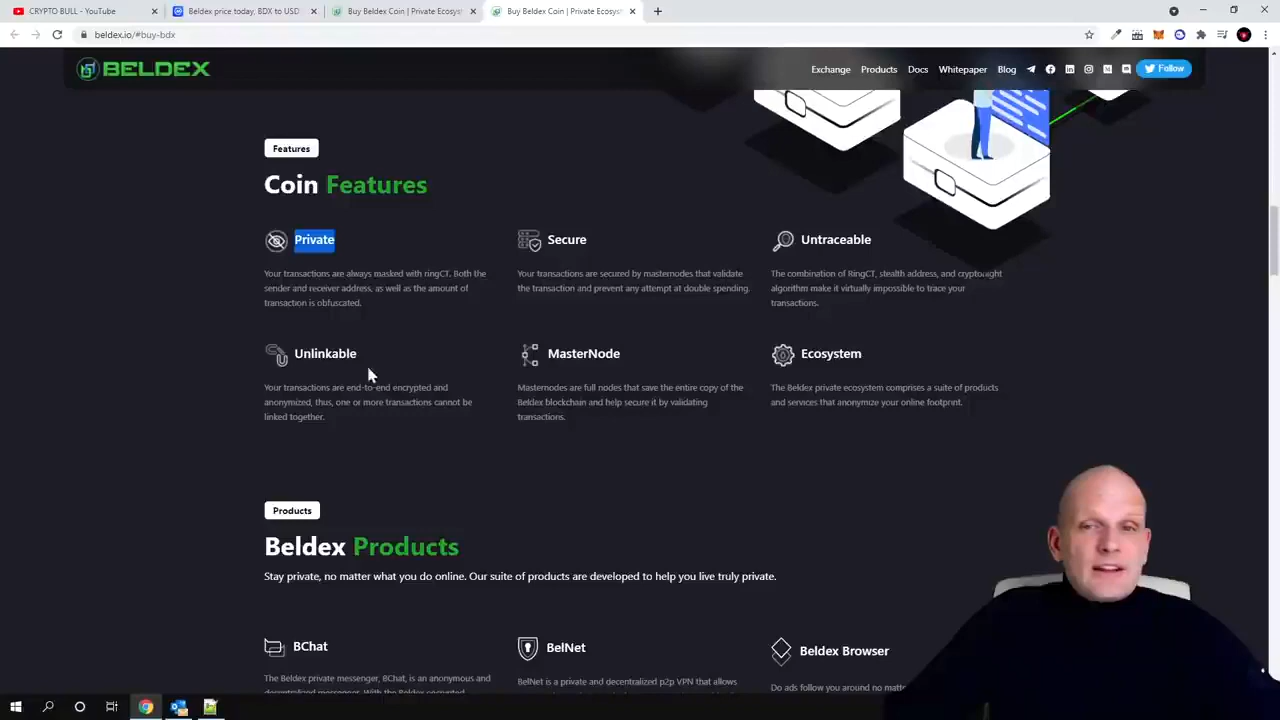 CRYPTO BULL - YouTube
Beldex price today, BDX to USD
Buy Beldex Coin | Private Ecosyst
Buy Beldex Coin | Private Ecosyst
beldex.io/#buy-bdx
BELDEX
Exchange
Products
Docs
Whitepaper
Blog
Follow
Features
Coin Features
Private
Your transactions are always masked with ringCT. Both the
sender and receiver address, as well as the amount of
transaction is obfuscated.
Secure
Your transactions are secured by masternodes that validate
the transaction and prevent any attempt at double spending.
Untraceable
The combination of RingCT, stealth address, and cryptonight
algorithm make it virtually impossible to trace your
transactions.
Unlinkable
Your transactions are end-to-end encrypted and
anonymized, thus, one or more transactions cannot be
linked together.
MasterNode
Masternodes are full nodes that save the entire copy of the
Beldex blockchain and help secure it by validating
transactions.
Ecosystem
The Beldex private ecosystem comprises a suite of products
and services that anonymize your online footprint.
Products
Beldex Products
Stay private, no matter what you do online. Our suite of products are developed to help you live truly private.
BChat
The Beldex private messenger, BChat, is an anonymous and
decentralized messenger. With the Beldex encrypted
BelNet
BelNet is a private and decentralized p2p VPN that allows
Beldex Browser
Do ads follow you around no matte